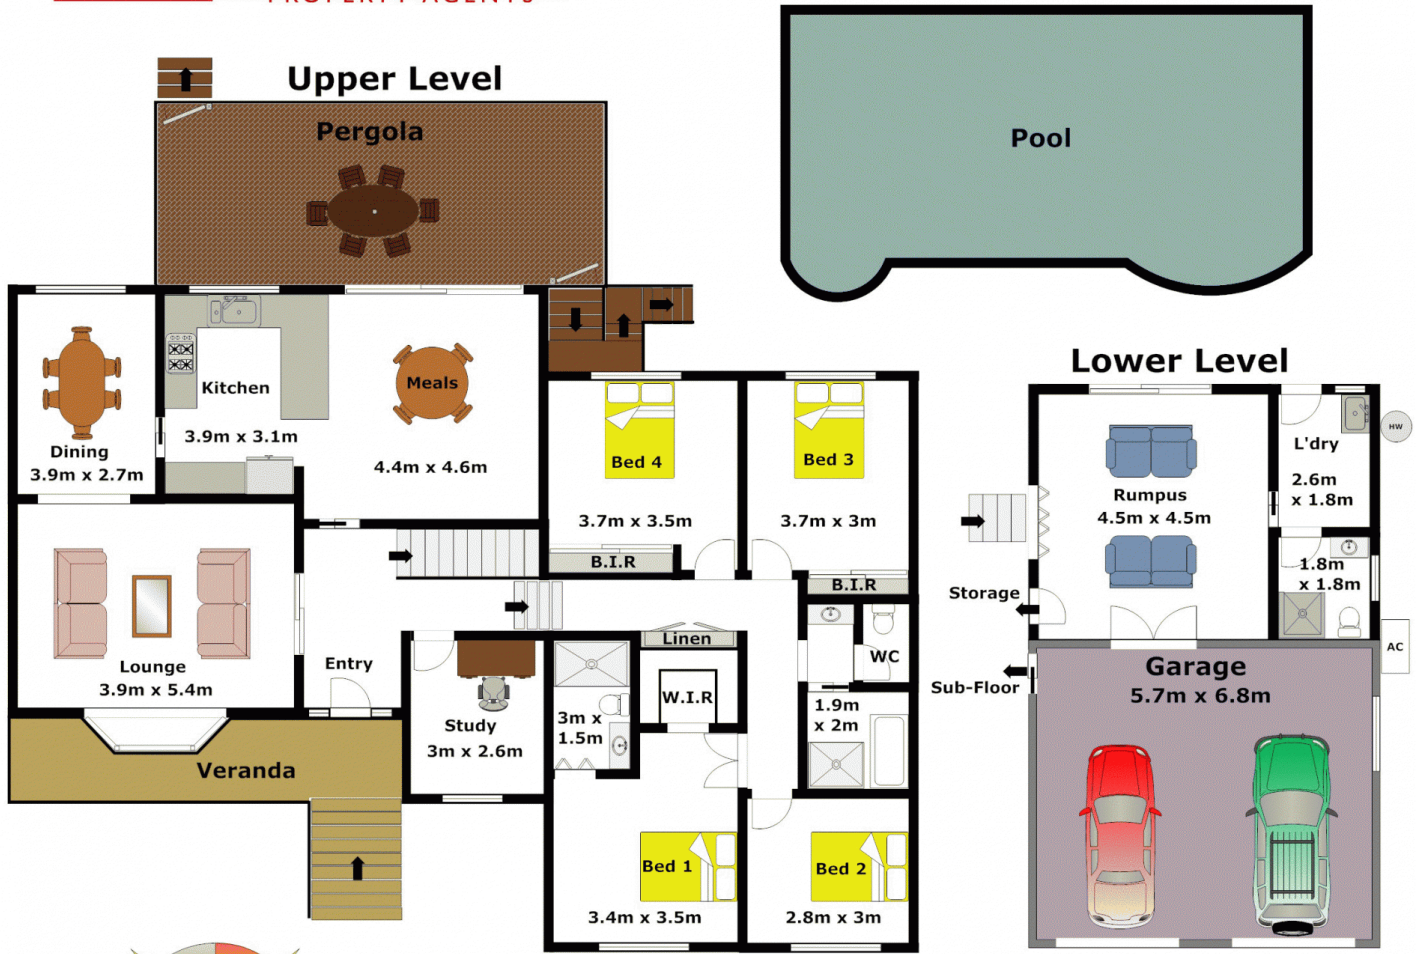 PROPERTY AGENTS
Upper Level
Pergola
Pool
Kitchen
3.9m x 3.1m
Meals
4.4m x 4.6m
Dining
3.9m x 2.7m
Bed 4
3.7m x 3.5m
B.I.R
Bed 3
3.7m x 3m
B.I.R
Lounge
3.9m x 5.4m
Entry
Linen
W.I.R
WC
Study
3m x 2.6m
3m x
1.5m
1.9m
x 2m
Veranda
Bed 1
3.4m x 3.5m
Bed 2
2.8m x 3m
Lower Level
Rumpus
4.5m x 4.5m
L'dry
2.6m
x 1.8m
HW
1.8m
x 1.8m
Storage
Sub-Floor
AC
Garage
5.7m x 6.8m